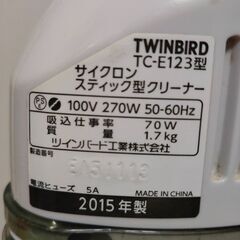 TWINBIRD
TC-E123型
サイクロン
スティック型クリーナー
100V 270W 50-60Hz
吸込仕事率 70W
質量 1.7kg
ツインバード工業株式会社
製造番号
電流ヒューズ 5A
MADE IN CHINA
2015年製